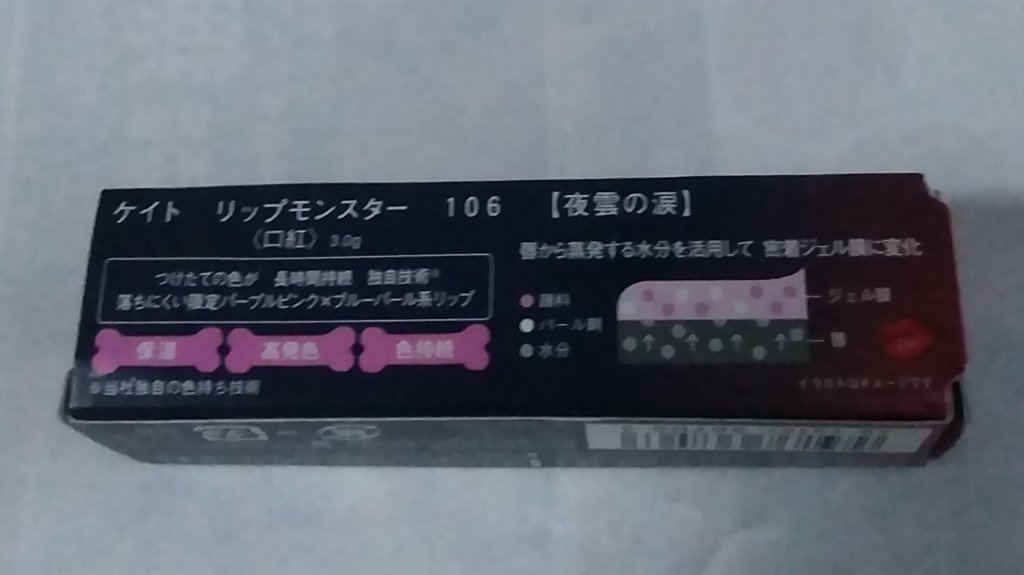 ケイト リップモンスター 106 【夜雲の涙】
〈口紅〉 3.0g
つけたての色が 長時間持続 独自技術※
落ちにくい限定パープルピンク×ブルーパール系リップ
保湿 高発色 色持続
※当社独自の色持ち技術
唇から蒸発する水分を活用して 密着ジェル膜に変化
顔料
パール剤
水分
ジェル膜
唇
イラストはイメージです